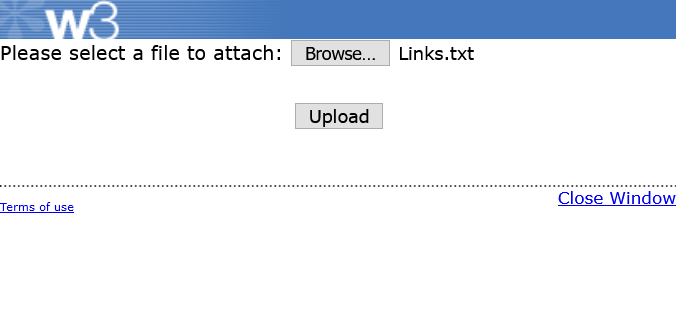 w3
Please select a file to attach: Browse... Links.txt
Upload
Close Window
Terms of use